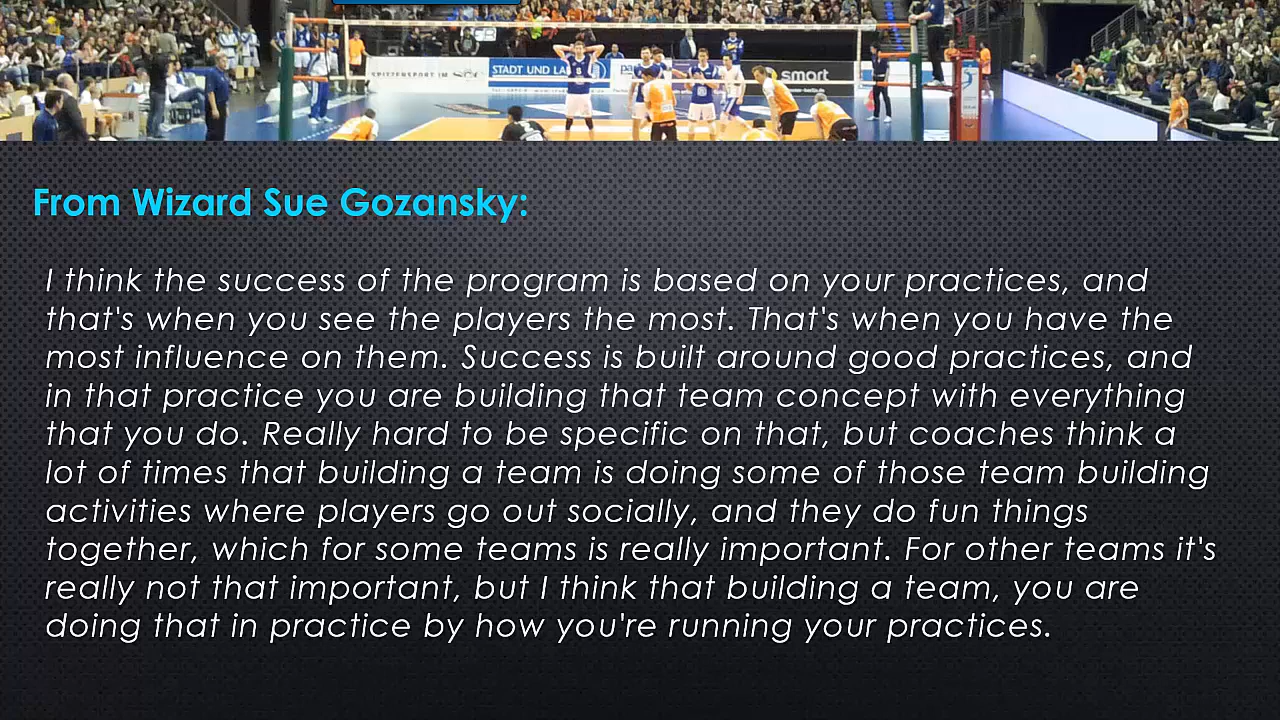 SPITZENSPORT IM
STADT UND LA
smart
From Wizard Sue Gozansky:
I think the success of the program is based on your practices, and
that's when you see the players the most. That's when you have the
most influence on them. Success is built around good practices, and
in that practice you are building that team concept with everything
that you do. Really hard to be specific on that, but coaches think a
lot of times that building a team is doing some of those team building
activities where players go out socially, and they do fun things
together, which for some teams is really important. For other teams it's
really not that important, but I think that building a team, you are
doing that in practice by how you're running your practices.